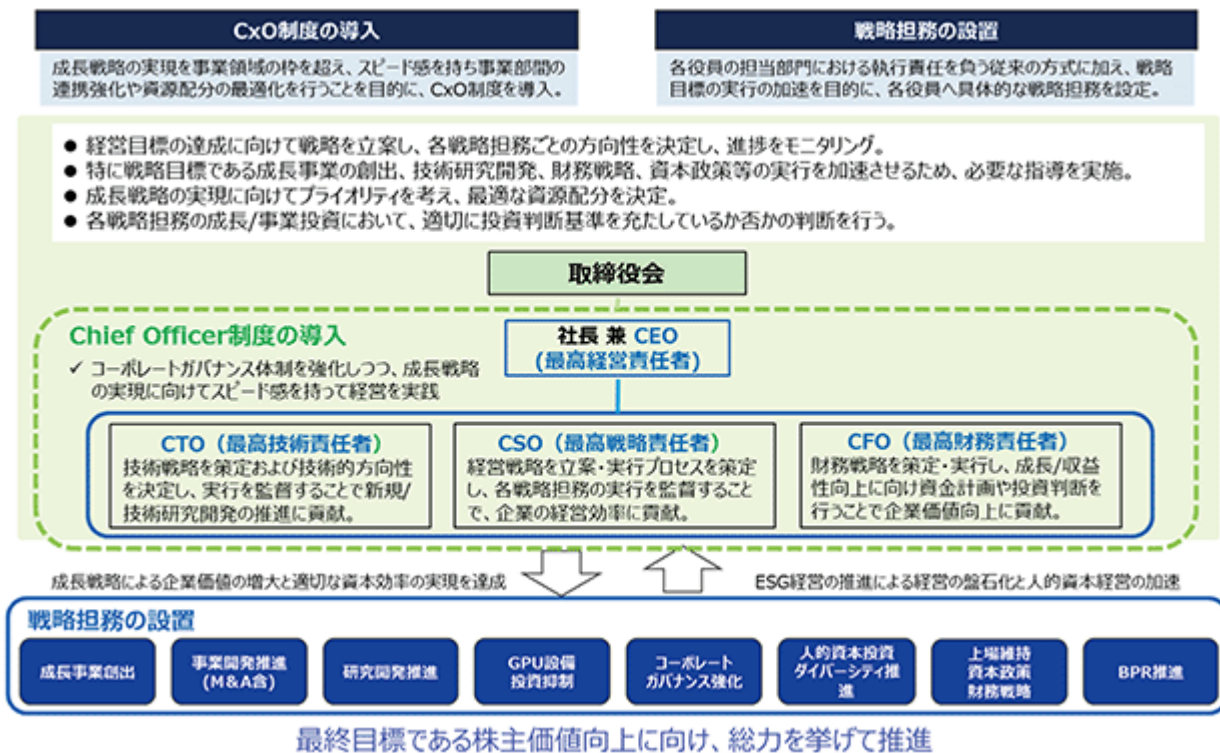 CxO制度の導入
成長戦略の実現を事業領域の枠を超え、スピード感を持ち事業部間の
連携強化や資源配分の最適化を行うことを目的に、CxO制度を導入。
戦略担務の設置
各役員の担当部門における執行責任を負う従来の方式に加え、戦略
目標の実行の加速を目的に、各役員へ具体的な戦略担務を設定。
● 経営目標の達成に向けて戦略を立案し、各戦略担務ごとの方向性を決定し、進捗をモニタリング。
● 特に戦略目標である成長事業の創出、技術研究開発、財務戦略、資本政策等の実行を加速させるため、必要な指導を実施。
● 成長戦略の実現に向けてプライオリティを考え、最適な資源配分を決定。
● 各戦略担務の成長/事業投資において、適切に投資判断基準を充たしているか否かの判断を行う。
取締役会
Chief Officer制度の導入
✓ コーポレートガバナンス体制を強化しつつ、成長戦略
の実現に向けてスピード感を持って経営を実践
社長 兼 CEO
(最高経営責任者)
CTO(最高技術責任者)
技術戦略を策定および技術的方向性
を決定し、実行を監督することで新規/
技術研究開発の推進に貢献。
CSO(最高戦略責任者)
経営戦略を立案・実行プロセスを策定
し、各戦略担務の実行を監督すること
で、企業の経営効率に貢献。
CFO(最高財務責任者)
財務戦略を策定・実行し、成長/収益
性向上に向け資金計画や投資判断を
行うことで企業価値向上に貢献。
成長戦略による企業価値の増大と適切な資本効率の実現を達成
ESG経営の推進による経営の盤石化と人的資本経営の加速
戦略担務の設置
成長事業創出
事業開発推進
(M&A含)
研究開発推進
GPU設備
投資抑制
コーポレート
ガバナンス強化
人的資本投資
ダイバーシティ推
進
上場維持
資本政策
財務戦略
BPR推進
最終目標である株主価値向上に向け、総力を挙げて推進